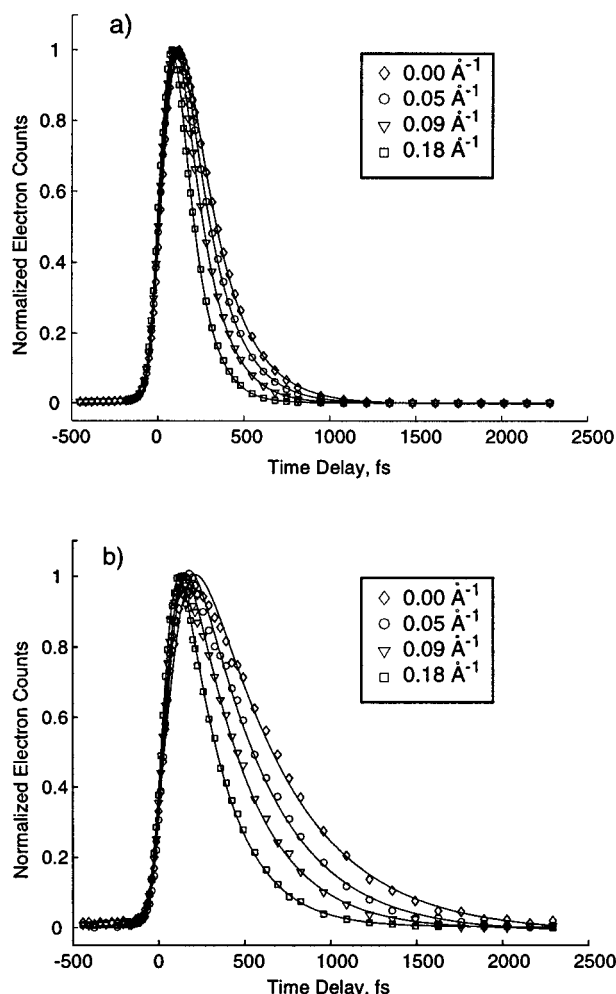 a)
1
0.8
0.6
0.4
0.2
0
Normalized Electron Counts
◇ 0.00 Å-1
○ 0.05 Å-1
▽ 0.09 Å-1
□ 0.18 Å-1
-500 0 500 1000 1500 2000 2500
Time Delay, fs
b)
1
0.8
0.6
0.4
0.2
0
Normalized Electron Counts
◇ 0.00 Å-1
○ 0.05 Å-1
▽ 0.09 Å-1
□ 0.18 Å-1
-500 0 500 1000 1500 2000 2500
Time Delay, fs